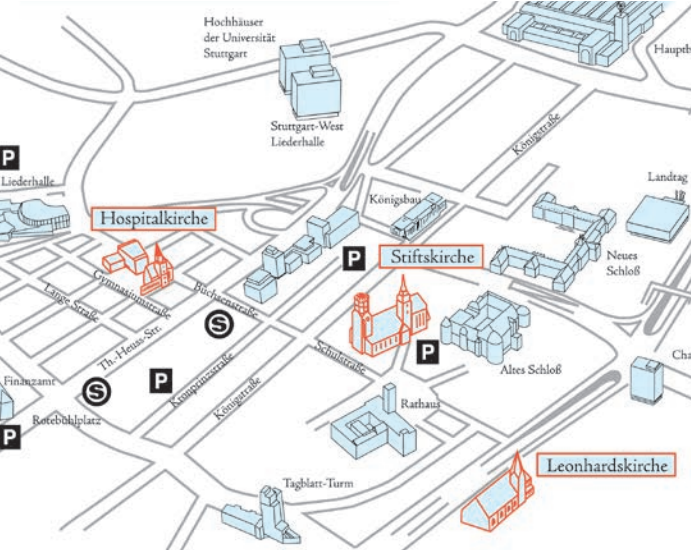 Hochhäuser
der Universität
Stuttgart
Hauptb
Stuttgart-West
Liederhalle
Königstraße
P
Liederhalle
Landtag
Königsbau
Hospitalkirche
Stiftskirche
P
Neues
Schloß
Gymnasiumstraße
Lange Straße
Büchsenstraße
S
Th.-Heuss-Str.
Schulstraße
P
Altes Schloß
Cha
Finanzamt
S
P
Kronprinzstraße
Königstraße
Rathaus
Rotebühlplatz
P
Leonhardskirche
Tagblatt-Turm